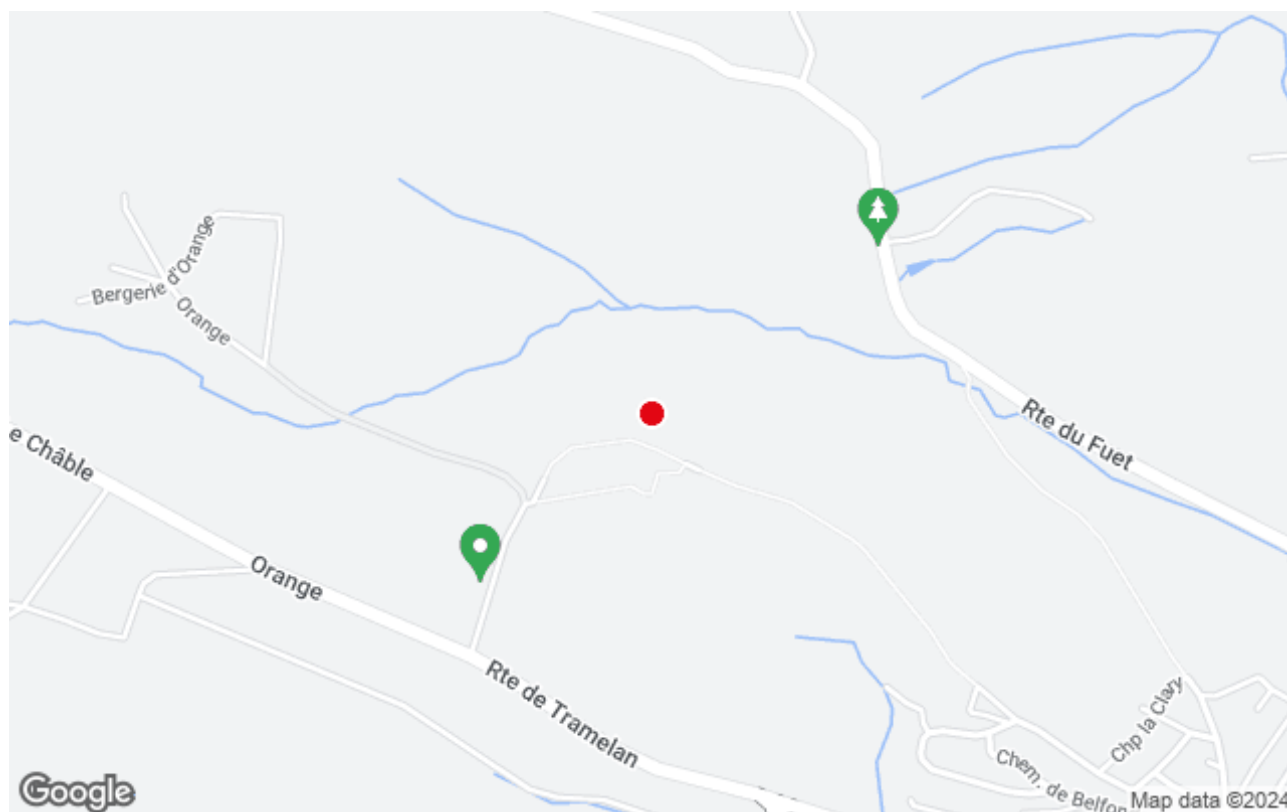 Bergerie d'Orange
Orange
e Châble
Rte du Fuet
Orange
Rte de Tramelan
Chp la Clary
Chem. de Belfon
Google
Map data ©2024